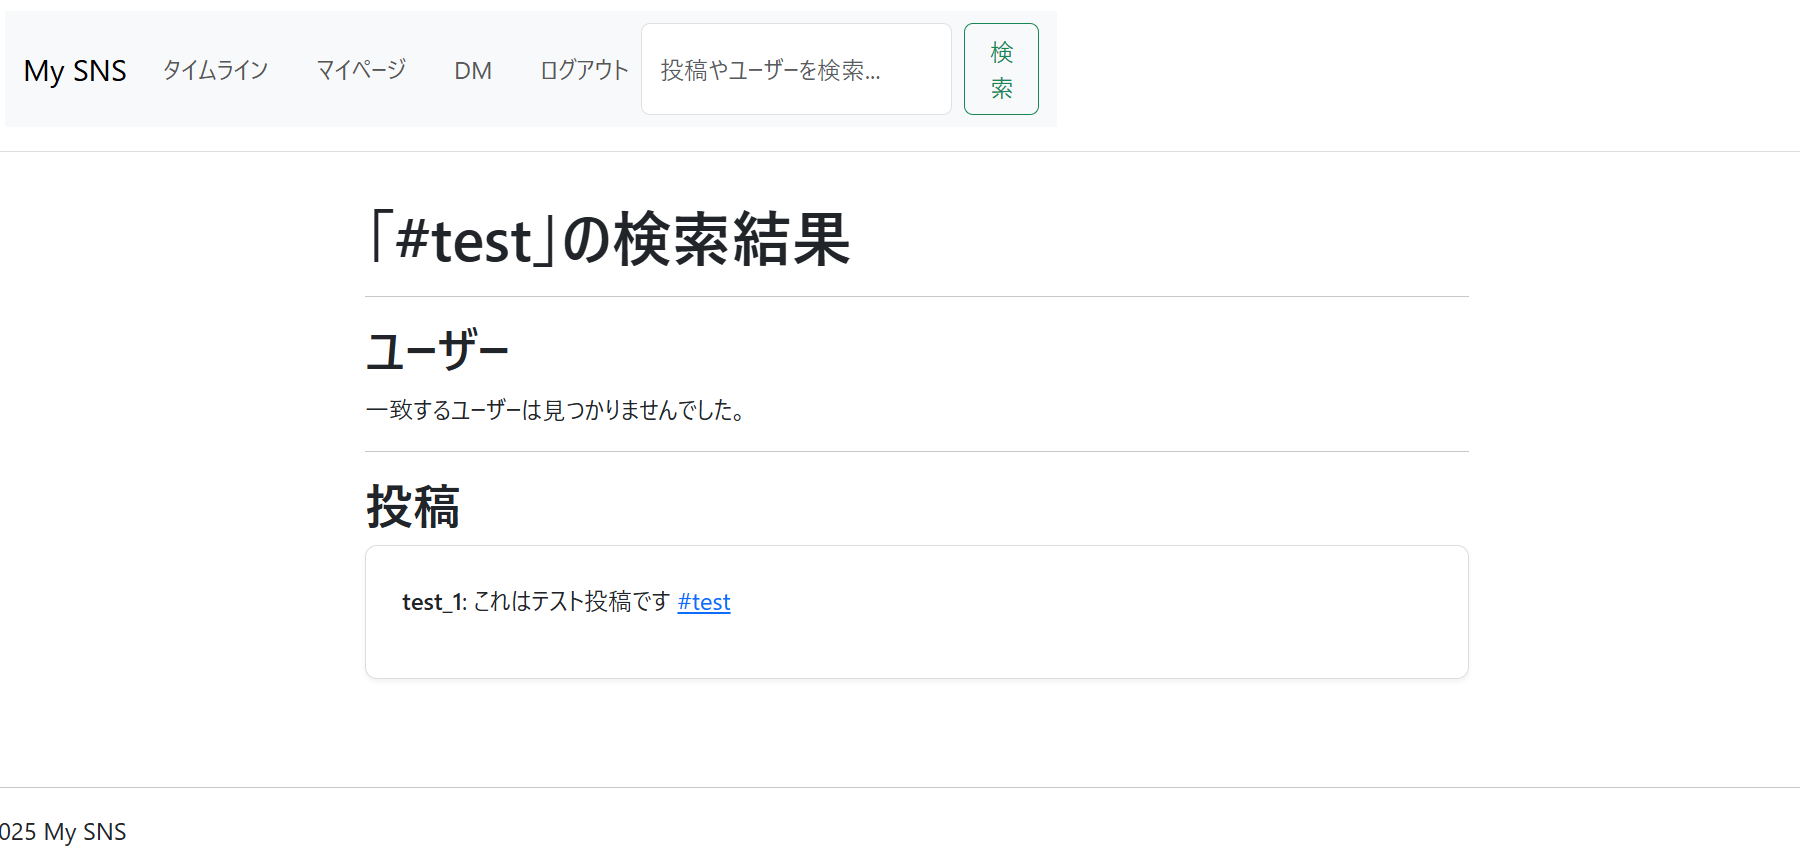 My SNS タイムライン マイページ DM ログアウト 投稿やユーザーを検索... 検索
「#test」の検索結果
ユーザー
一致するユーザーは見つかりませんでした。
投稿
test_1: これはテスト投稿です #test
025 My SNS